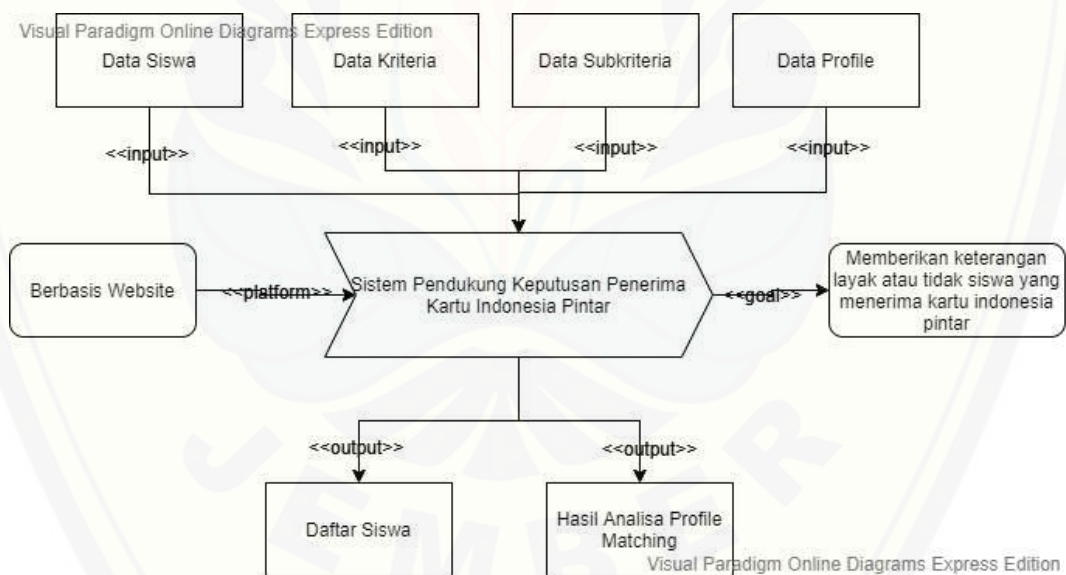 Visual Paradigm Online Diagrams Express Edition
Data Siswa
Data Kriteria
Data Subkriteria
Data Profile
<<input>>
<<input>>
<<input>>
<<input>>
Berbasis Website
<<platform>>
Sistem Pendukung Keputusan Penerima
Kartu Indonesia Pintar
<<goal>>
Memberikan keterangan
layak atau tidak siswa yang
menerima kartu indonesia
pintar
<<output>>
<<output>>
Daftar Siswa
Hasil Analisa Profile
Matching
JEMBER
Visual Paradigm Online Diagrams Express Edition